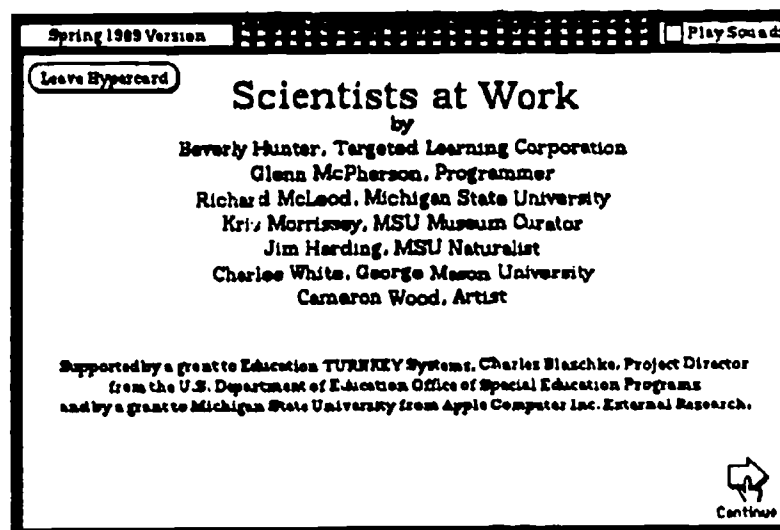 Spring 1989 Version
Play Sounds
Leave Hypercard
Scientists at Work
by
Beverly Hunter, Targeted Learning Corporation
Glenn McPherson, Programmer
Richard McLeod, Michigan State University
Kris Morrissey, MSU Museum Curator
Jim Harding, MSU Naturalist
Charles White, George Mason University
Cameron Wood, Artist
Supported by a grant to Education TURNKEY Systems, Charles Blaschke, Project Director
from the U.S. Department of Education Office of Special Education Programs
and by a grant to Michigan State University from Apple Computer Inc. External Research.
Continue